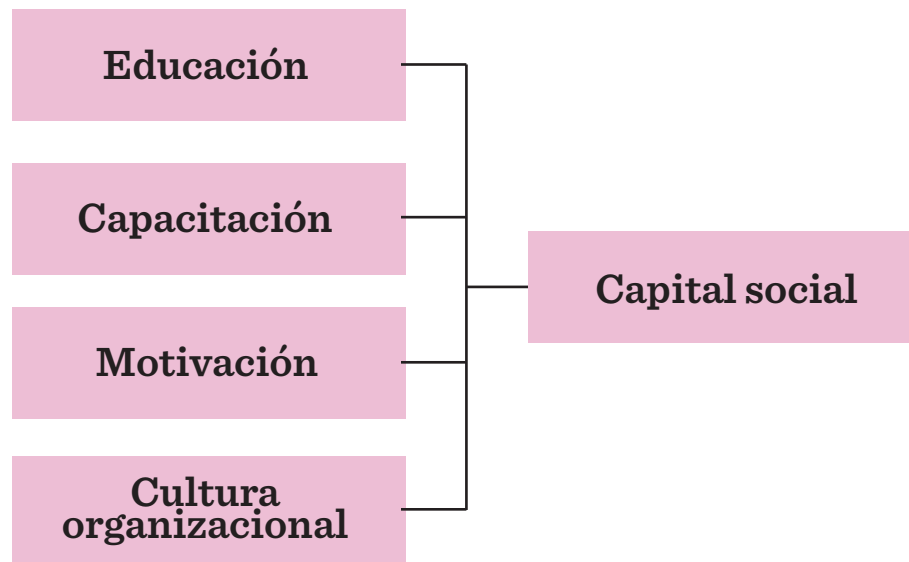 Educación
Capacitación
Capital social
Motivación
Cultura
organizacional